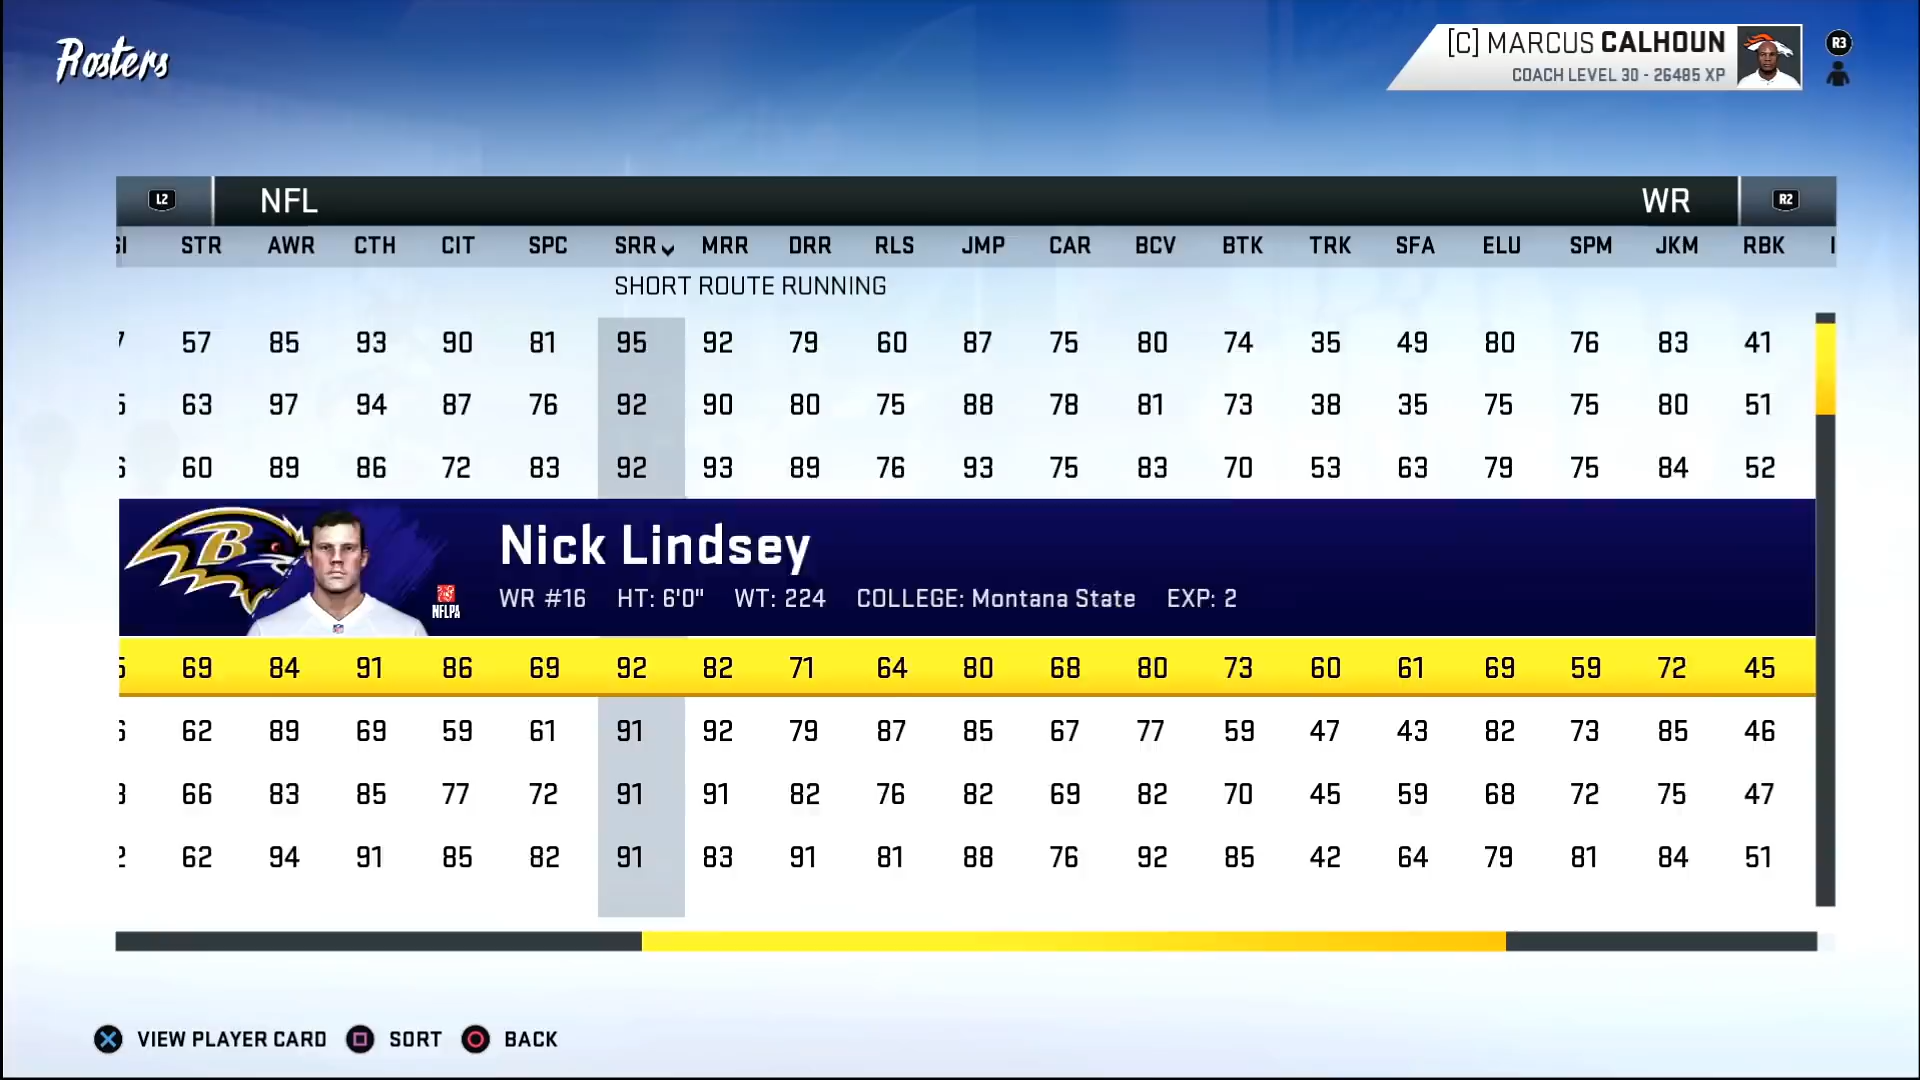 Rosters
[C] MARCUS CALHOUN
COACH LEVEL 30 - 26485 XP
R3
L2 NFL WR R2
STR AWR CTH CIT SPC SRR MRR DRR RLS JMP CAR BCV BTK TRK SFA ELU SPM JKM RBK
SHORT ROUTE RUNNING
57 85 93 90 81 95 92 79 60 87 75 80 74 35 49 80 76 83 41
63 97 94 87 76 92 90 80 75 88 78 81 73 38 35 75 75 80 51
60 89 86 72 83 92 93 89 76 93 75 83 70 53 63 79 75 84 52
B
NFLPA
Nick Lindsey
WR #16 HT: 6'0" WT: 224 COLLEGE: Montana State EXP: 2
69 84 91 86 69 92 82 71 64 80 68 80 73 60 61 69 59 72 45
62 89 69 59 61 91 92 79 87 85 67 77 59 47 43 82 73 85 46
66 83 85 77 72 91 91 82 76 82 69 82 70 45 59 68 72 75 47
62 94 91 85 82 91 83 91 81 88 76 92 85 42 64 79 81 84 51
VIEW PLAYER CARD SORT BACK